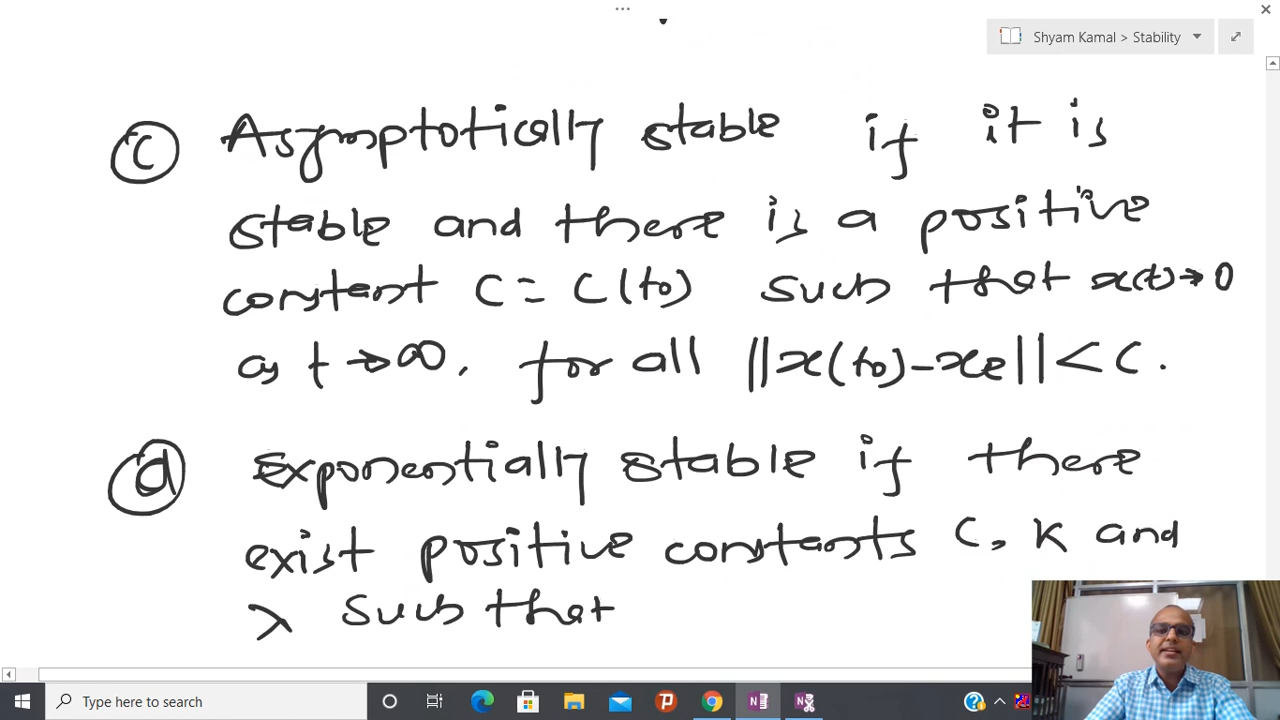 Shyam Kamal > Stability
(c) Asymptotically stable if it is
stable and there is a positive
constant C = C(t0) such that x(t)→0
as t→∞, for all ||x(t0)-xe||<C.
(d) Exponentially stable if there
exist positive constants C, K and
λ such that
Type here to search